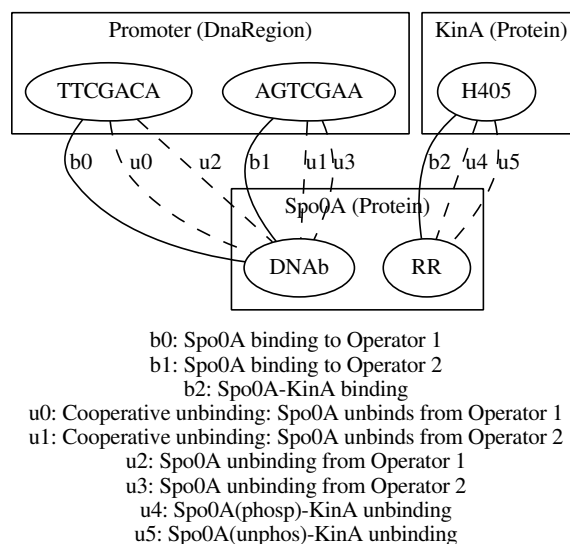 Promoter (DnaRegion)
KinA (Protein)
TTCGACA
AGTCGAA
H405
b0
u0
u2
b1
u1
u3
b2
u4
u5
Spo0A (Protein)
DNAb
RR
b0: Spo0A binding to Operator 1
b1: Spo0A binding to Operator 2
b2: Spo0A-KinA binding
u0: Cooperative unbinding: Spo0A unbinds from Operator 1
u1: Cooperative unbinding: Spo0A unbinds from Operator 2
u2: Spo0A unbinding from Operator 1
u3: Spo0A unbinding from Operator 2
u4: Spo0A(phosp)-KinA unbinding
u5: Spo0A(unphos)-KinA unbinding